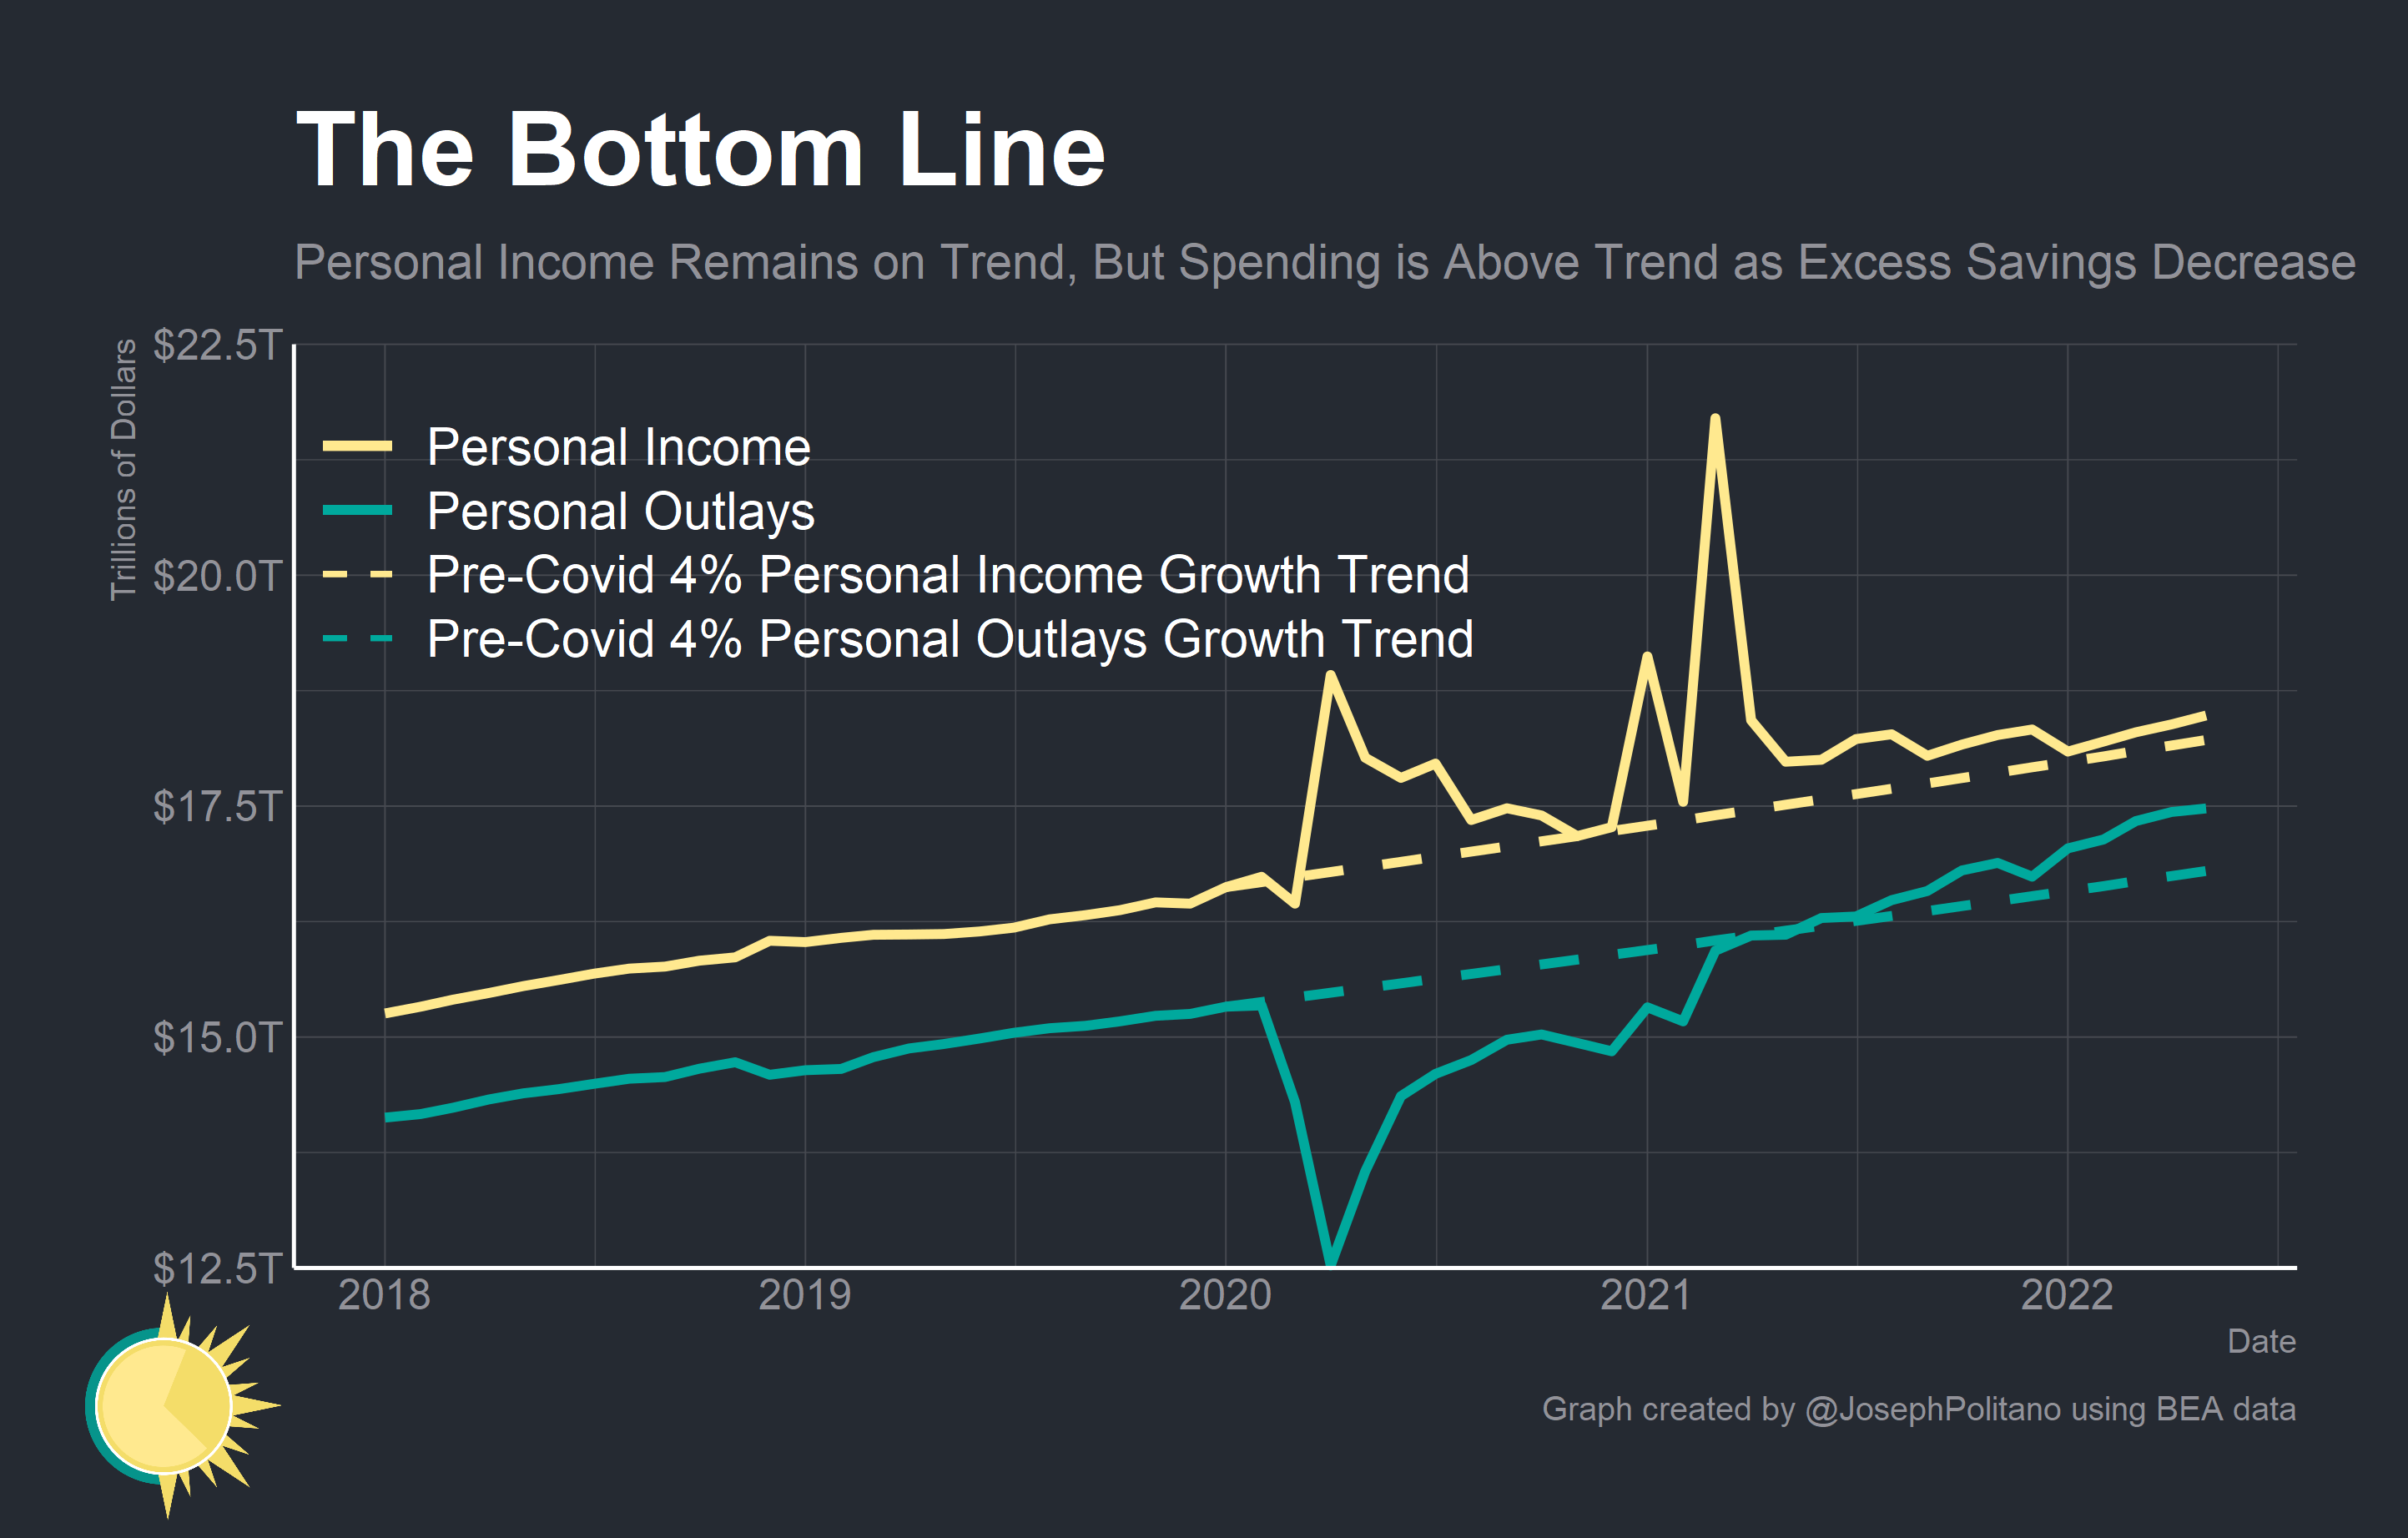 The Bottom Line
Personal Income Remains on Trend, But Spending is Above Trend as Excess Savings Decrease
Trillions of Dollars
$22.5T
$20.0T
$17.5T
$15.0T
$12.5T
Personal Income
Personal Outlays
Pre-Covid 4% Personal Income Growth Trend
Pre-Covid 4% Personal Outlays Growth Trend
2018
2019
2020
2021
2022
Date
Graph created by @JosephPolitano using BEA data